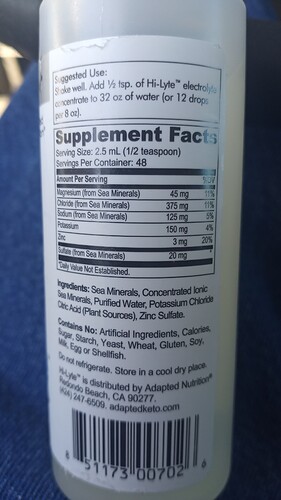 Suggested Use:
Shake well. Add ½ tsp. of Hi-Lyte™ electrolyte
concentrate to 32 oz of water (or 12 drops
per 8 oz).
Supplement Facts
Serving Size: 2.5 mL (1/2 teaspoon)
Servings Per Container: 48
Amount Per Serving %DV
Magnesium (from Sea Minerals) 45 mg 11%
Chloride (from Sea Minerals) 375 mg 11%
Sodium (from Sea Minerals) 125 mg 5%
Potassium 150 mg 4%
Zinc 3 mg 20%
Sulfate (from Sea Minerals) 20 mg
*Daily Value Not Established.
Ingredients: Sea Minerals, Concentrated Ionic
Sea Minerals, Purified Water, Potassium Chloride
Citric Acid (Plant Sources), Zinc Sulfate.
Contains No: Artificial Ingredients, Calories,
Sugar, Starch, Yeast, Wheat, Gluten, Soy,
Milk, Egg or Shellfish.
Do not refrigerate. Store in a cool dry place.
Hi-Lyte™ is distributed by Adapted Nutrition®
Redondo Beach, CA 90277.
(424) 247-6509. adaptedketo.com
8 51173 00702 6